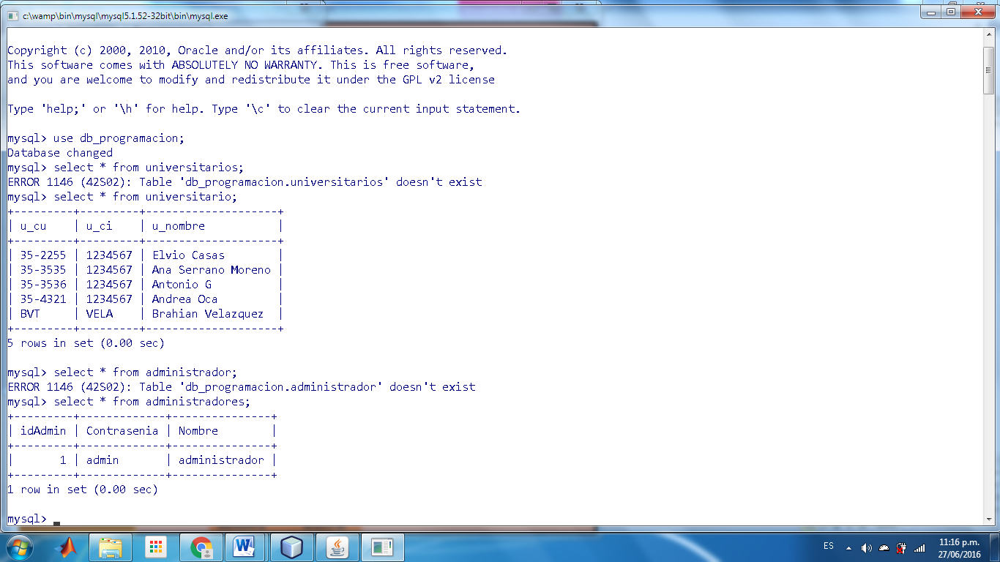 c:\wamp\bin\mysql\mysql5.1.52-32bit\bin\mysql.exe
Copyright (c) 2000, 2010, Oracle and/or its affiliates. All rights reserved.
This software comes with ABSOLUTELY NO WARRANTY. This is free software,
and you are welcome to modify and redistribute it under the GPL v2 license
Type 'help;' or '\h' for help. Type '\c' to clear the current input statement.
mysql> use db_programacion;
Database changed
mysql> select * from universitarios;
ERROR 1146 (42S02): Table 'db_programacion.universitarios' doesn't exist
mysql> select * from universitario;
+---------+---------+--------------------+
| u_cu    | u_ci    | u_nombre           |
+---------+---------+--------------------+
| 35-2255 | 1234567 | Elvio Casas        |
| 35-3535 | 1234567 | Ana Serrano Moreno |
| 35-3536 | 1234567 | Antonio G          |
| 35-4321 | 1234567 | Andrea Oca         |
| BVT     | VELA    | Brahian Velazquez  |
+---------+---------+--------------------+
5 rows in set (0.00 sec)
mysql> select * from administrador;
ERROR 1146 (42S02): Table 'db_programacion.administrador' doesn't exist
mysql> select * from administradores;
+---------+-------------+---------------+
| idAdmin | Contrasenia | Nombre        |
+---------+-------------+---------------+
|       1 | admin       | administrador |
+---------+-------------+---------------+
1 row in set (0.00 sec)
mysql> _
ES
11:16 p.m.
27/06/2016